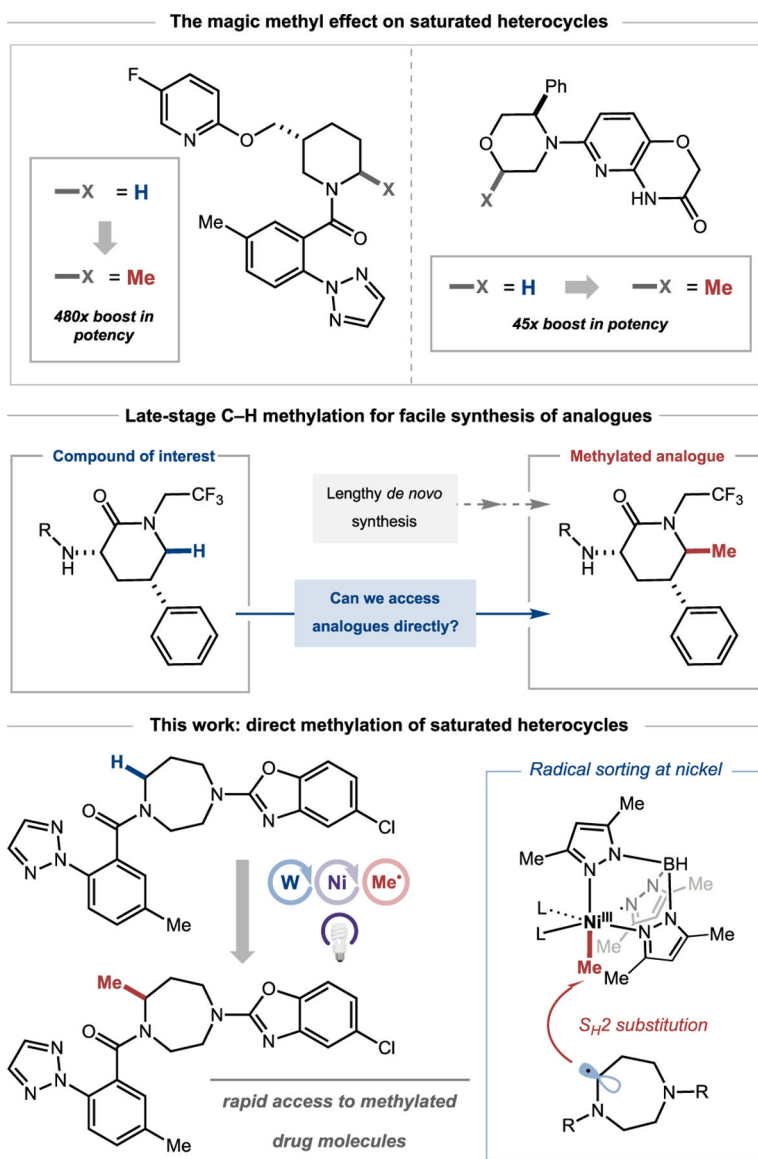 The magic methyl effect on saturated heterocycles
F
N
O
N
X
O
Me
N
N
N
X = H
X = Me
480x boost in
potency
Ph
O
N
X
N
O
NH
O
X = H
X = Me
45x boost in potency
Late-stage C–H methylation for facile synthesis of analogues
Compound of interest
O
CF3
N
R
N
H
H
Lengthy de novo
synthesis
Can we access
analogues directly?
Methylated analogue
O
CF3
N
R
N
H
Me
This work: direct methylation of saturated heterocycles
H
O
N
N
O
N
Cl
N
N
N
Me
W
Ni
Me•
Me
O
N
N
O
N
Cl
N
N
N
Me
rapid access to methylated
drug molecules
Radical sorting at nickel
Me
Me
N
N
BH
N
N
Me
Me
L
L
NiIII
N
N
Me
Me
Me
SH2 substitution
N
R
N
R